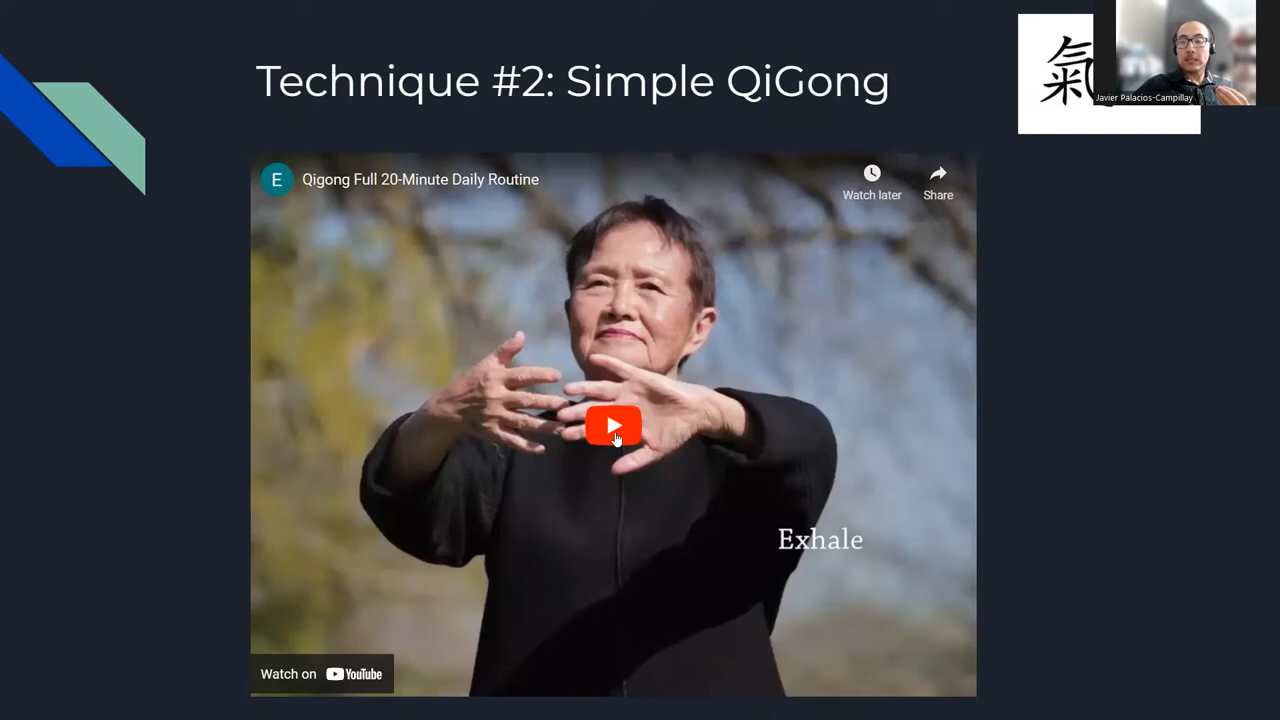 Technique #2: Simple QiGong
氣
Javier Palacios-Campillay
E
Qigong Full 20-Minute Daily Routine
Watch later
Share
Exhale
Watch on YouTube